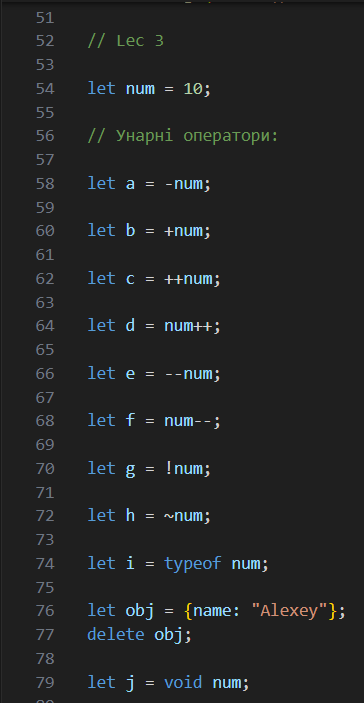 51
52 // Lec 3
53
54 let num = 10;
55
56 // Унарні оператори:
57
58 let a = -num;
59
60 let b = +num;
61
62 let c = ++num;
63
64 let d = num++;
65
66 let e = --num;
67
68 let f = num--;
69
70 let g = !num;
71
72 let h = ~num;
73
74 let i = typeof num;
75
76 let obj = {name: "Alexey"};
77 delete obj;
78
79 let j = void num;